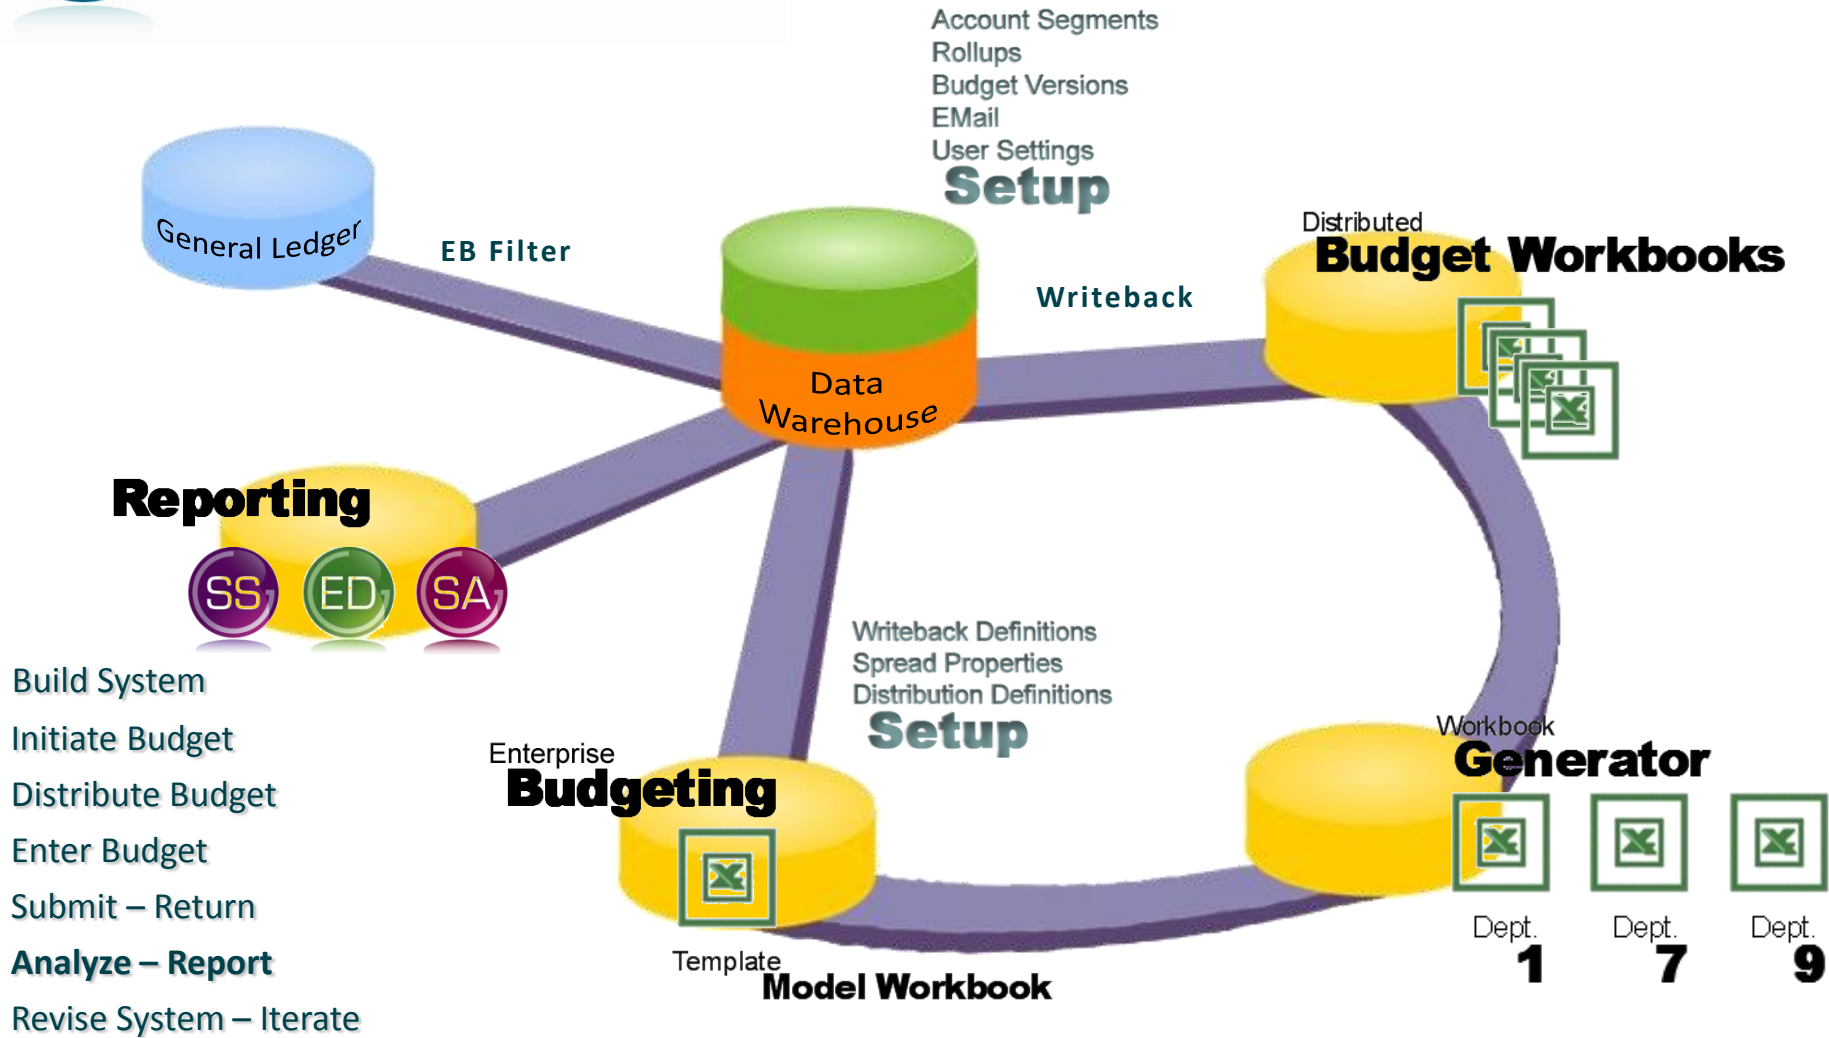 Account Segments
Rollups
Budget Versions
EMail
User Settings
Setup
General Ledger
EB Filter
Data
Warehouse
Writeback
Distributed
Budget Workbooks
Reporting
SS
ED
SA
Writeback Definitions
Spread Properties
Distribution Definitions
Setup
Enterprise
Budgeting
Template
Model Workbook
Workbook
Generator
Dept.
1
Dept.
7
Dept.
9
Build System
Initiate Budget
Distribute Budget
Enter Budget
Submit – Return
Analyze – Report
Revise System – Iterate